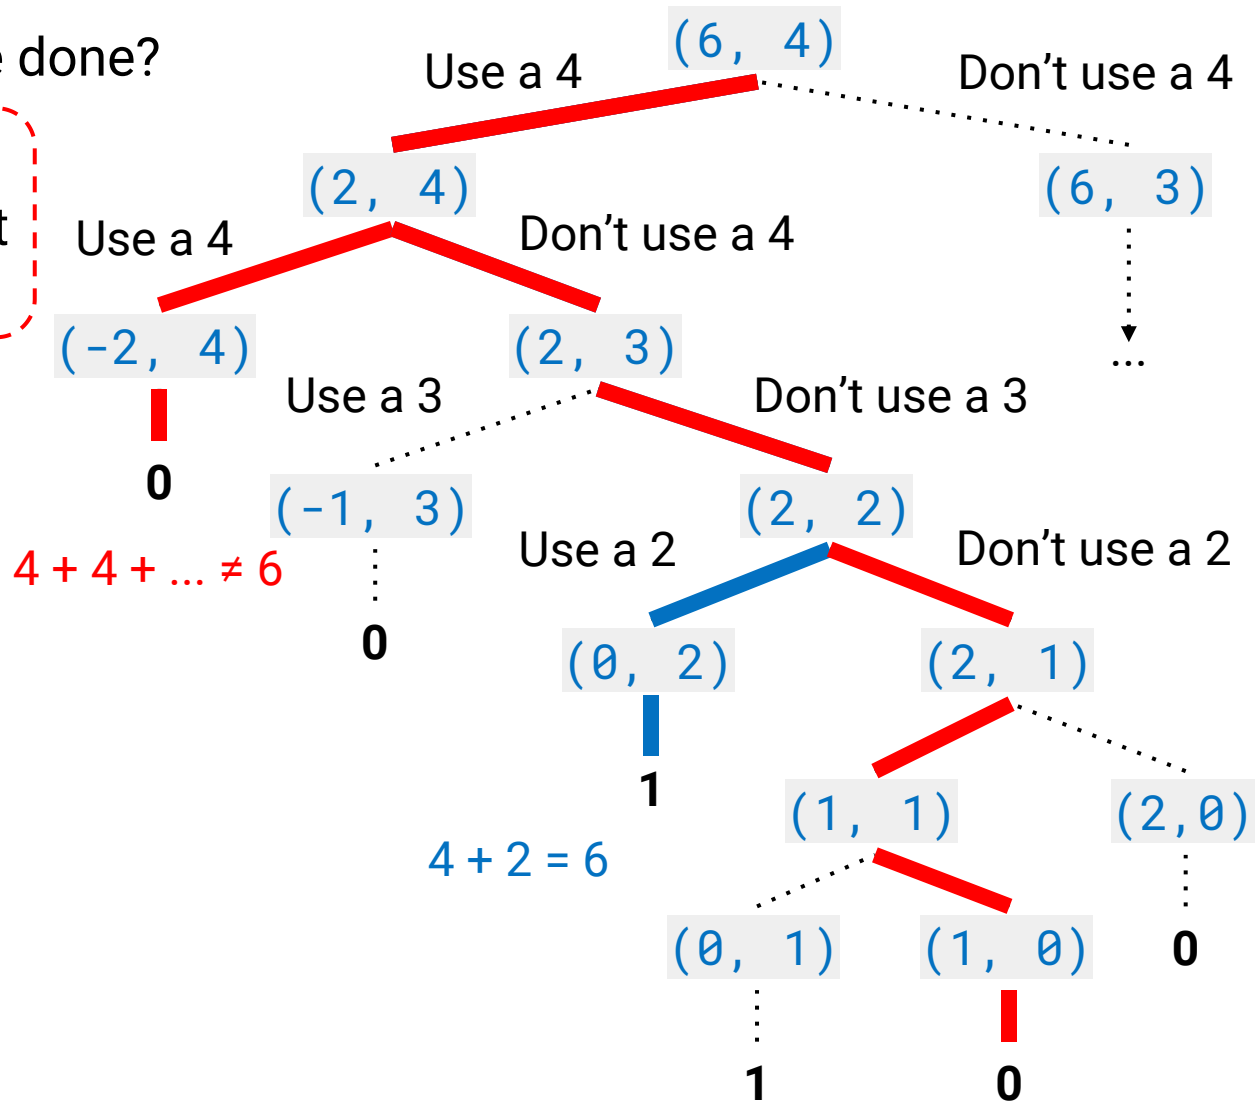 (6, 4)
e done?
Use a 4
Don’t use a 4
(2, 4)
(6, 3)
t
Use a 4
Don’t use a 4
(-2, 4)
(2, 3)
...
Use a 3
Don’t use a 3
0
(-1, 3)
(2, 2)
4 + 4 + ... ≠ 6
Use a 2
Don’t use a 2
0
(0, 2)
(2, 1)
1
(1, 1)
(2,0)
4 + 2 = 6
(0, 1)
(1, 0)
0
1
0